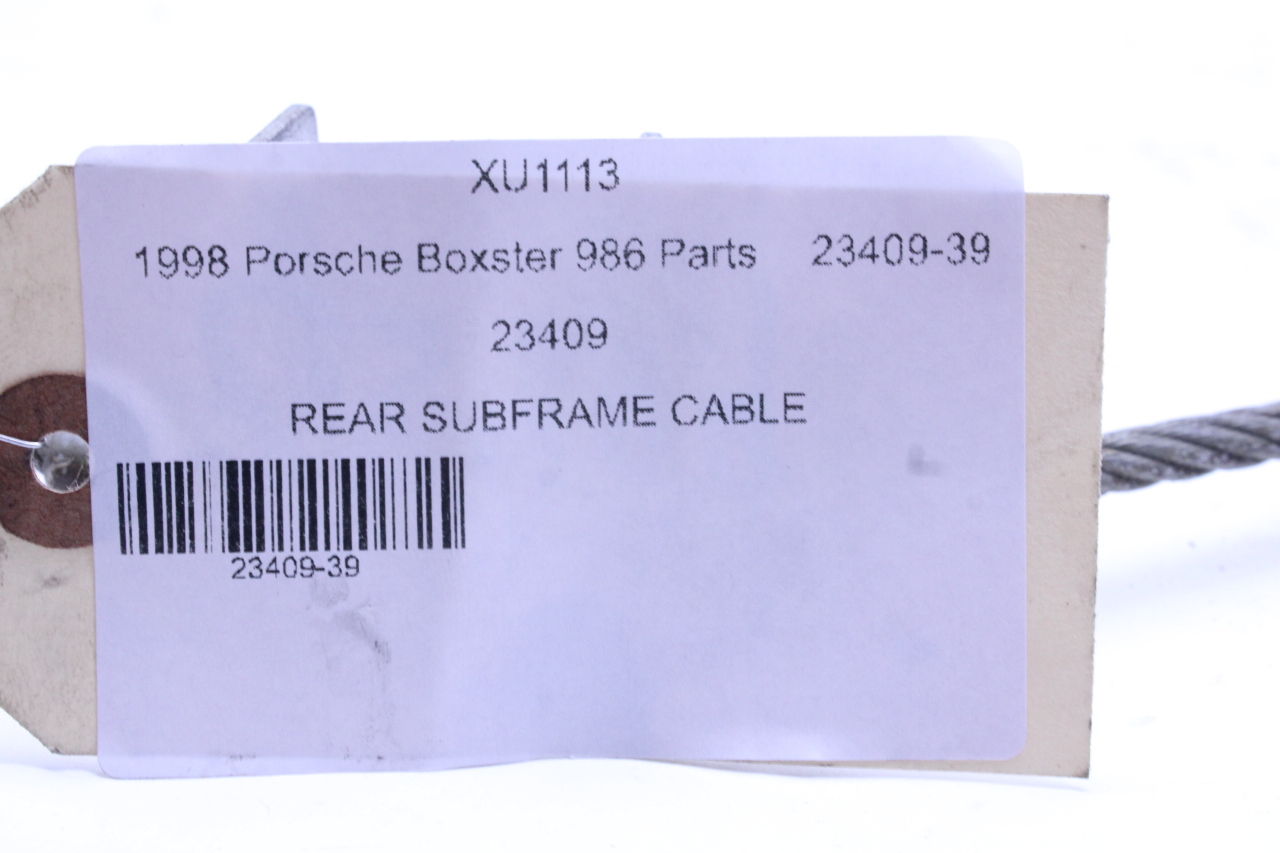 XU1113
1998 Porsche Boxster 986 Parts 23409-39
23409
REAR SUBFRAME CABLE
23409-39